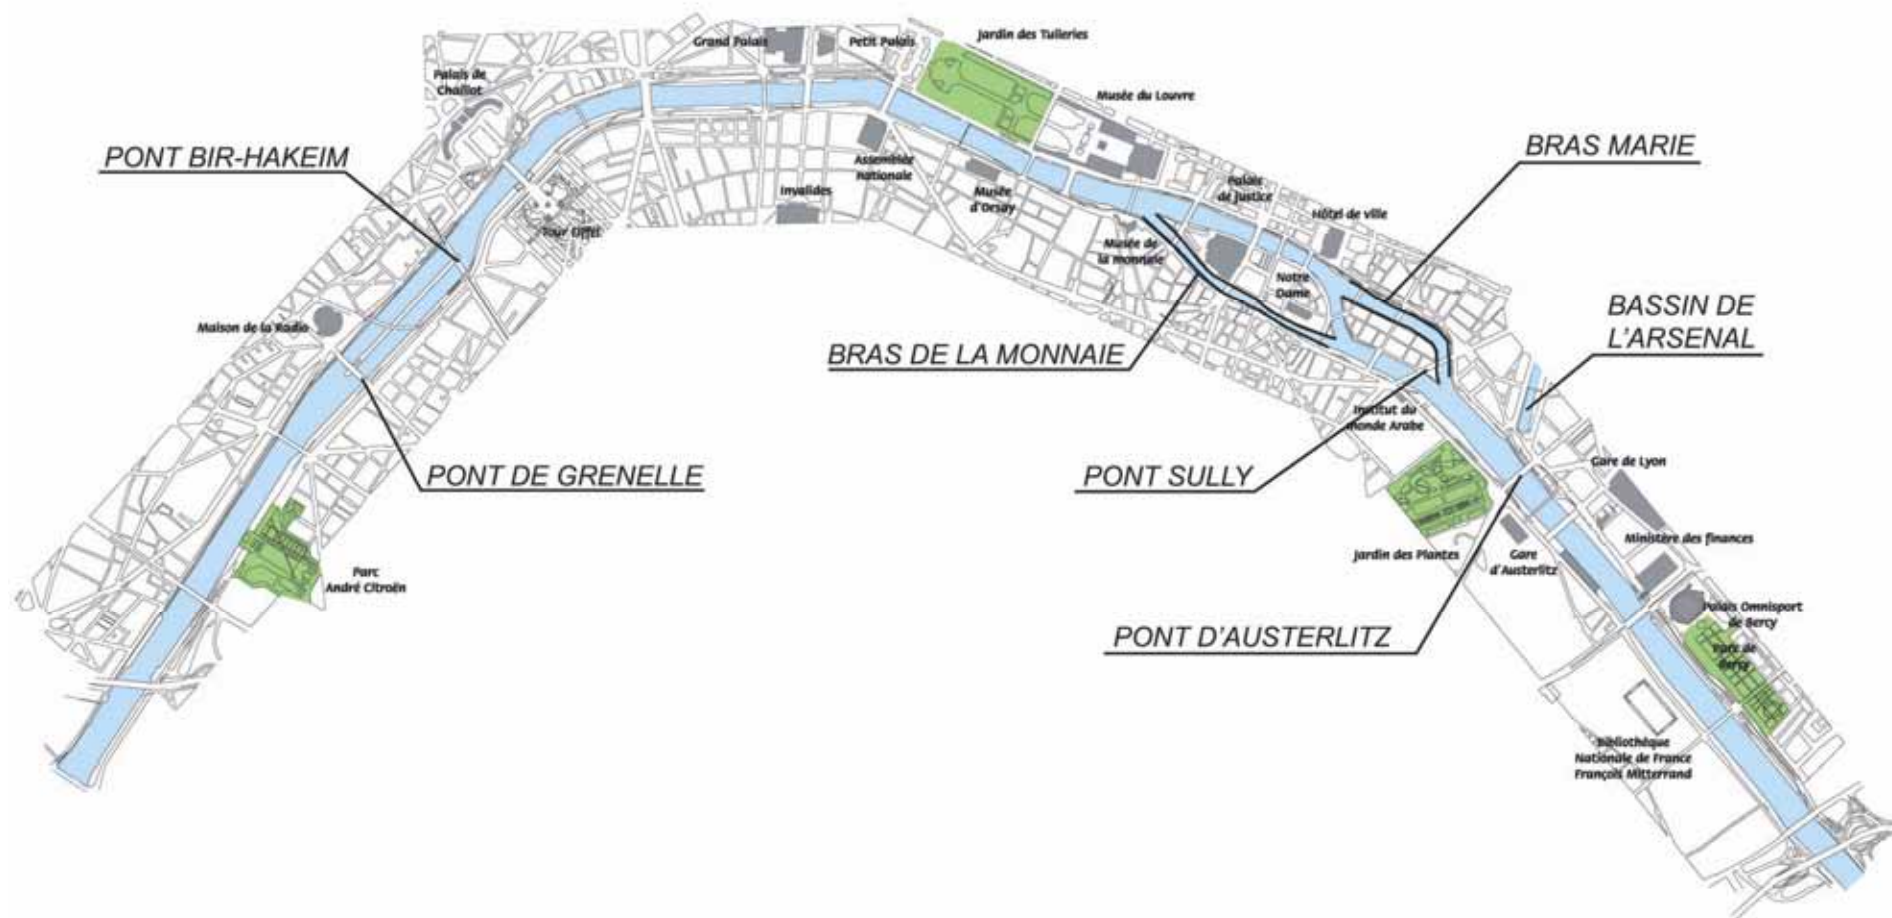 Grand Palais
Petit Palais
Jardin des Tuileries
Palais de
Chaillot
Musée du Louvre
PONT BIR-HAKEIM
BRAS MARIE
Assemblée
Nationale
Invalides
Musée
d'Orsay
Palais
de Justice
Hôtel de ville
Tour Eiffel
Musée de
la monnaie
Notre
Dame
BASSIN DE
L'ARSENAL
Maison de la Radio
BRAS DE LA MONNAIE
Institut du
monde Arabe
PONT DE GRENELLE
PONT SULLY
Gare de Lyon
Jardin des Plantes
Gare
d'Austerlitz
Ministère des finances
Parc
André Citroën
Palais Omnisport
de Bercy
PONT D'AUSTERLITZ
Parc de
Bercy
Bibliothèque
Nationale de France
François Mitterrand